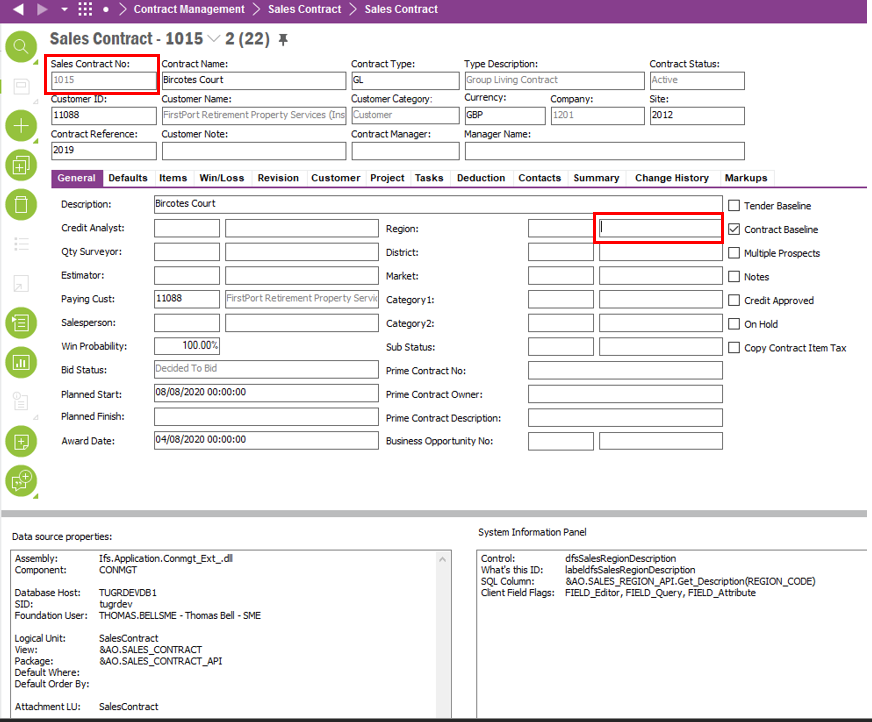 Contract Management Sales Contract Sales Contract
Sales Contract - 1015 2 (22)
Sales Contract No: Contract Name: Contract Type: Type Description: Contract Status:
1015 Bircotes Court GL Group Living Contract Active
Customer ID: Customer Name: Customer Category: Currency: Company: Site:
11088 FirstPort Retirement Property Services (Ins Customer GBP 1201 2012
Contract Reference: Customer Note: Contract Manager: Manager Name:
2019
General Defaults Items Win/Loss Revision Customer Project Tasks Deduction Contacts Summary Change History Markups
Description: Bircotes Court Tender Baseline
Credit Analyst: Region: Contract Baseline
Qty Surveyor: District: Multiple Prospects
Estimator: Market: Notes
Paying Cust: 11088 FirstPort Retirement Property Servic Category1: Credit Approved
Salesperson: Category2: On Hold
Win Probability: 100.00% Sub Status: Copy Contract Item Tax
Bid Status: Decided To Bid Prime Contract No:
Planned Start: 08/08/2020 00:00:00 Prime Contract Owner:
Planned Finish: Prime Contract Description:
Award Date: 04/08/2020 00:00:00 Business Opportunity No:
Data source properties:
Assembly: Ifs.Application.Conmgt_Ext_.dll
Component: CONMGT
Database Host: TUGRDEVDB1
SID: tugrdev
Foundation User: THOMAS.BELLSME - Thomas Bell - SME
Logical Unit: SalesContract
View: &AO.SALES_CONTRACT
Package: &AO.SALES_CONTRACT_API
Default Where:
Default Order By:
Attachment LU: SalesContract
System Information Panel
Control: dfsSalesRegionDescription
What's this ID: labeldfsSalesRegionDescription
SQL Column: &AO.SALES_REGION_API.Get_Description(REGION_CODE)
Client Field Flags: FIELD_Editor, FIELD_Query, FIELD_Attribute